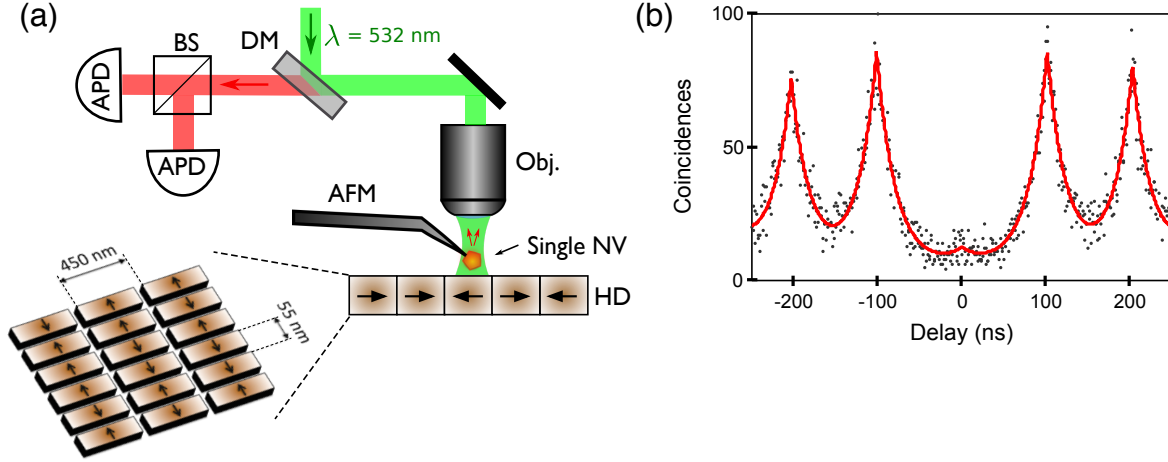 (a)
BS
DM
λ = 532 nm
APD
APD
Obj.
AFM
Single NV
HD
450 nm
55 nm
(b)
Coincidences
100
50
0
-200
-100
0
100
200
Delay (ns)